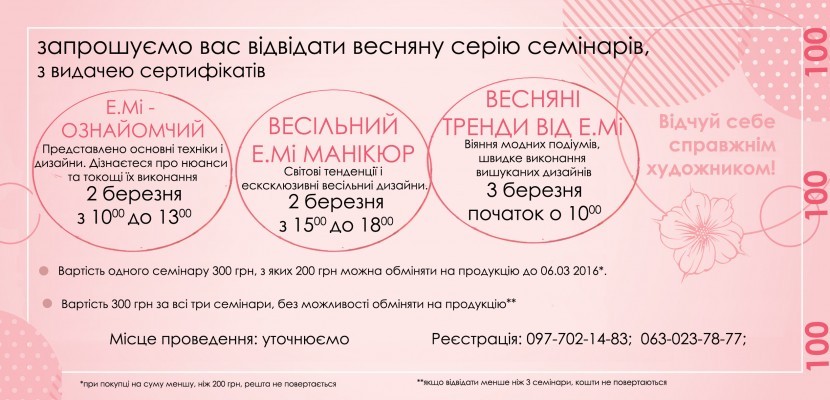 запрошуємо вас відвідати весняну серію семінарів,
з видачею сертифікатів
E.Mi -
ОЗНАЙОМЧИЙ
Представлено основні техніки і
дизайни. Дізнаєтеся про нюанси
та токощі їх виконання
2 березня
з 10⁰⁰ до 13⁰⁰
ВЕСІЛЬНИЙ
E.Mi МАНІКЮР
Світові тенденції і
ексклюзивні весільні дизайни.
2 березня
з 15⁰⁰ до 18⁰⁰
ВЕСНЯНІ
ТРЕНДИ ВІД E.Mi
Віяння модних подіумів,
швидке виконання
вишуканих дизайнів
3 березня
початок о 10⁰⁰
Відчуй себе
справжнім
художником!
100
100
100
Вартість одного семінару 300 грн, з яких 200 грн можна обміняти на продукцію до 06.03 2016*.
Вартість 300 грн за всі три семінари, без можливості обміняти на продукцію**
Місце проведення: уточнюємо
Реєстрація: 097-702-14-83; 063-023-78-77;
*при покупці на суму меншу, ніж 200 грн, решта не повертається
**якщо відвідати менше ніж 3 семінари, кошти не повертаються